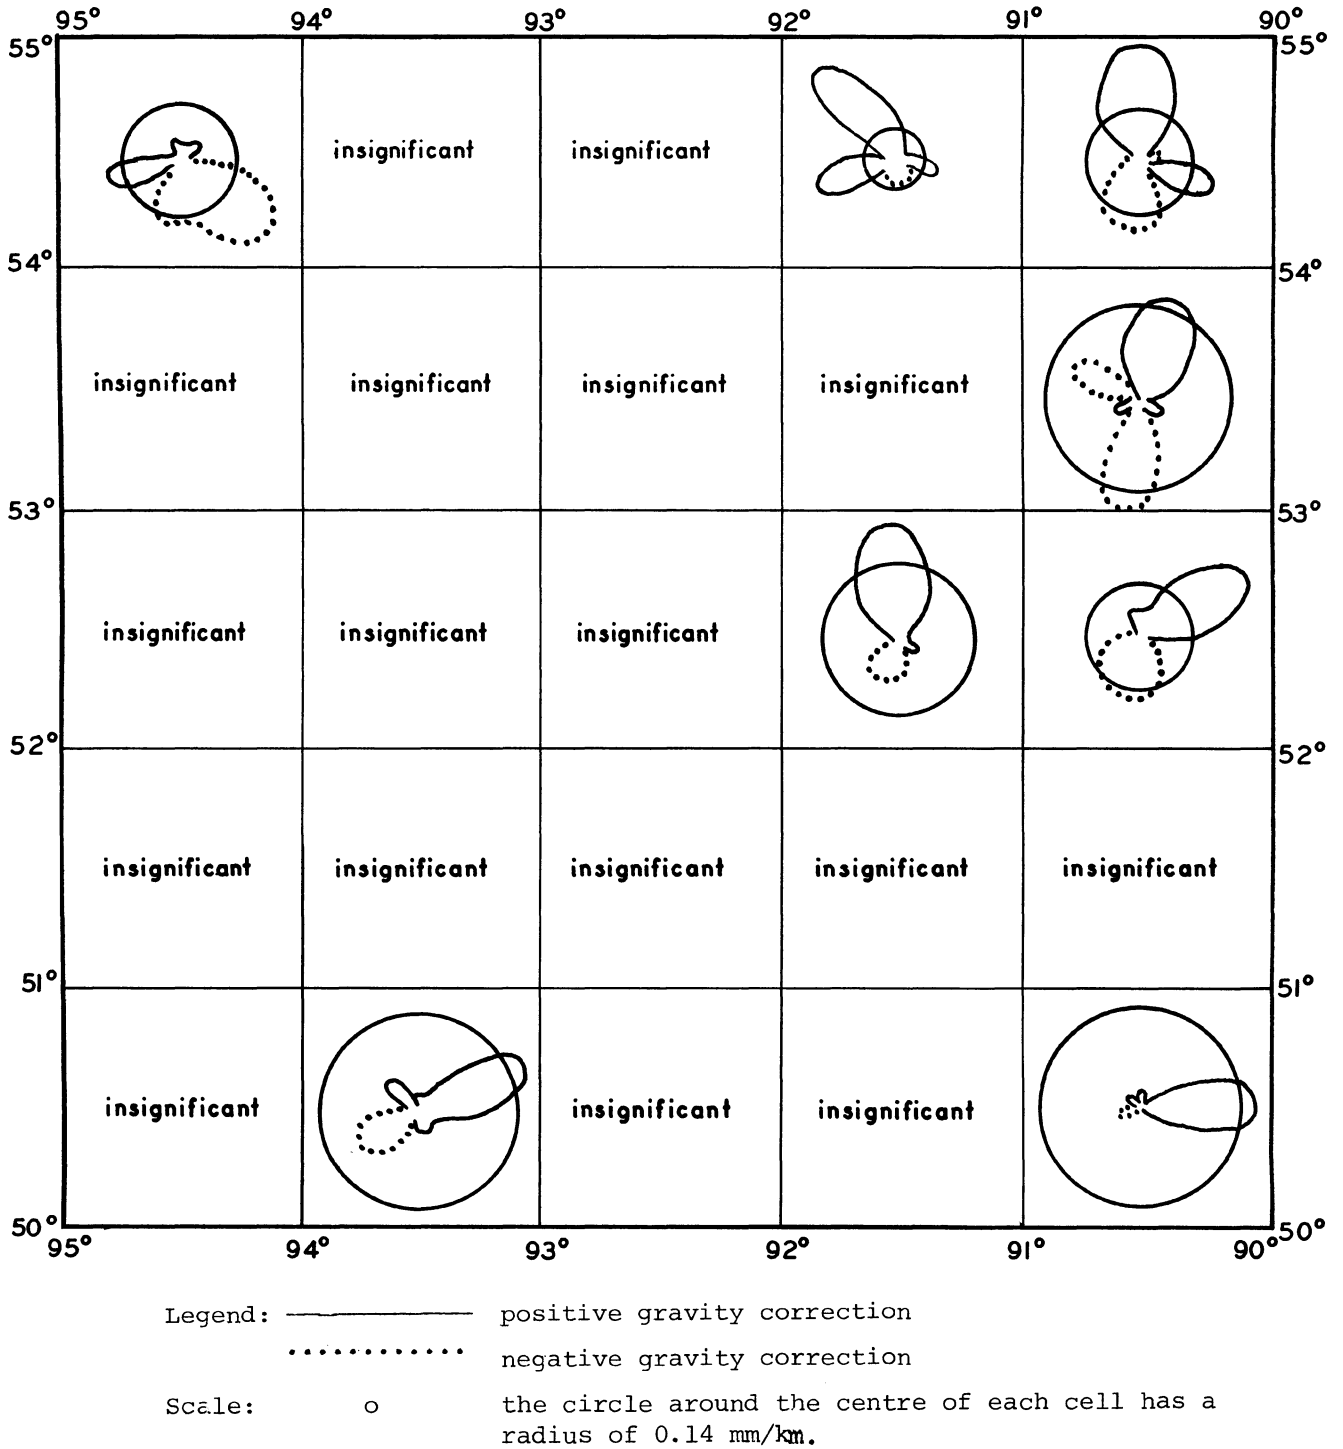 95° 94° 93° 92° 91° 90°
55° 55°
insignificant insignificant
54° 54°
insignificant insignificant insignificant insignificant
53° 53°
insignificant insignificant insignificant
52° 52°
insignificant insignificant insignificant insignificant insignificant
51° 51°
insignificant insignificant insignificant
50° 50°
95° 94° 93° 92° 91° 90°
Legend: positive gravity correction
negative gravity correction
Scale: o the circle around the centre of each cell has a
radius of 0.14 mm/km.